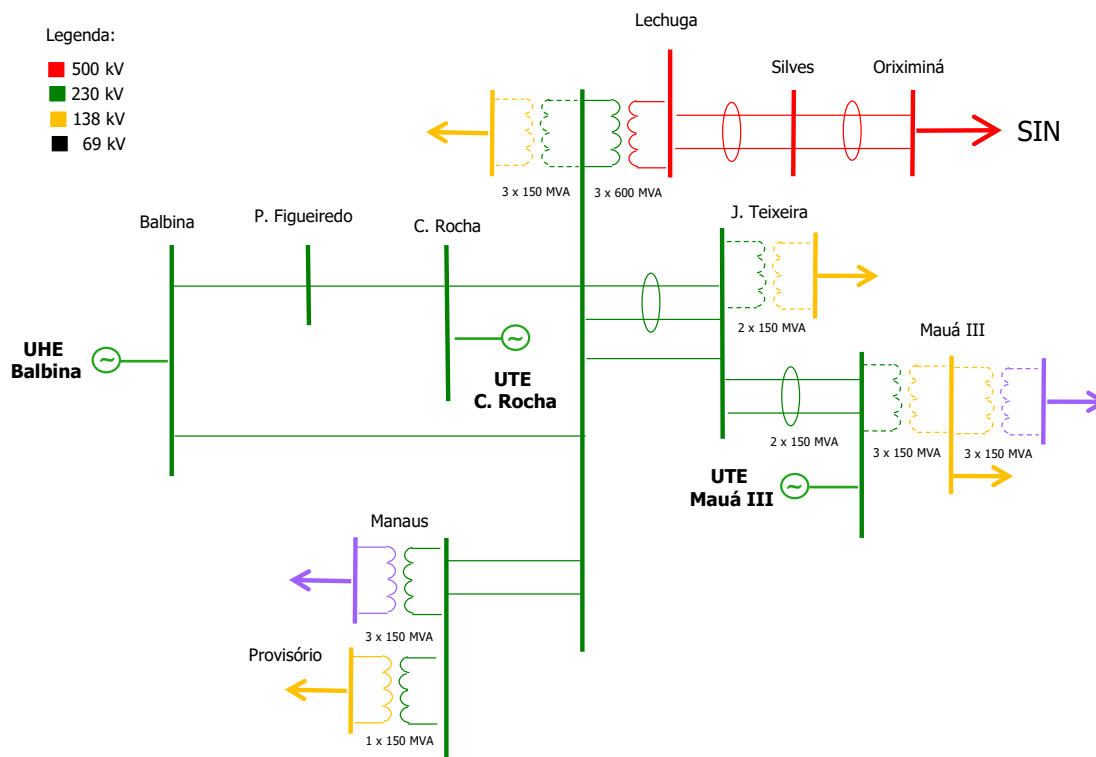 Legenda:
500 kV
230 kV
138 kV
69 kV
Lechuga
Silves
Oriximiná
SIN
3 x 150 MVA
3 x 600 MVA
Balbina
P. Figueiredo
C. Rocha
J. Teixeira
2 x 150 MVA
UHE
Balbina
~
~
UTE
C. Rocha
Mauá III
2 x 150 MVA
3 x 150 MVA
3 x 150 MVA
UTE
Mauá III
~
Manaus
3 x 150 MVA
Provisório
1 x 150 MVA